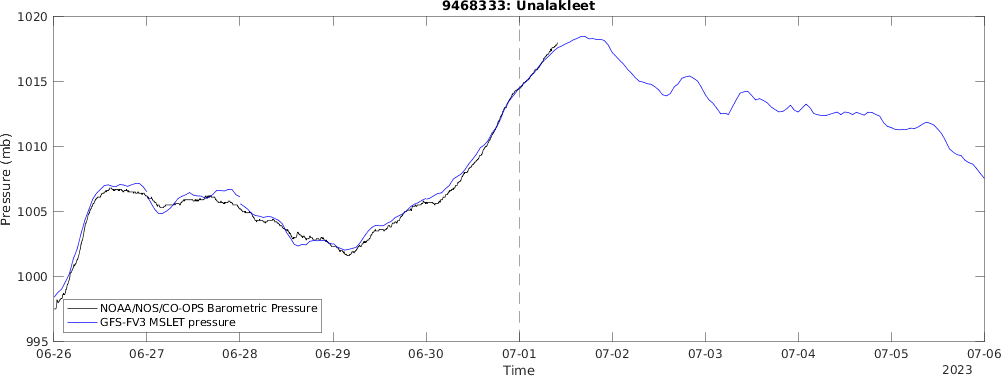 9468333: Unalakleet
1020
1015
1010
1005
1000
995
Pressure (mb)
NOAA/NOS/CO-OPS Barometric Pressure
GFS-FV3 MSLET pressure
06-26 06-27 06-28 06-29 06-30 07-01 07-02 07-03 07-04 07-05 07-06
Time
2023